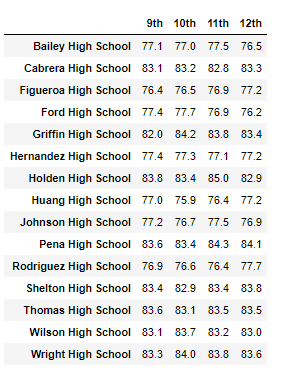 9th 10th 11th 12th
Bailey High School 77.1 77.0 77.5 76.5
Cabrera High School 83.1 83.2 82.8 83.3
Figueroa High School 76.4 76.5 76.9 77.2
Ford High School 77.4 77.7 76.9 76.2
Griffin High School 82.0 84.2 83.8 83.4
Hernandez High School 77.4 77.3 77.1 77.2
Holden High School 83.8 83.4 85.0 82.9
Huang High School 77.0 75.9 76.4 77.2
Johnson High School 77.2 76.7 77.5 76.9
Pena High School 83.6 83.4 84.3 84.1
Rodriguez High School 76.9 76.6 76.4 77.7
Shelton High School 83.4 82.9 83.4 83.8
Thomas High School 83.6 83.1 83.5 83.5
Wilson High School 83.1 83.7 83.2 83.0
Wright High School 83.3 84.0 83.8 83.6